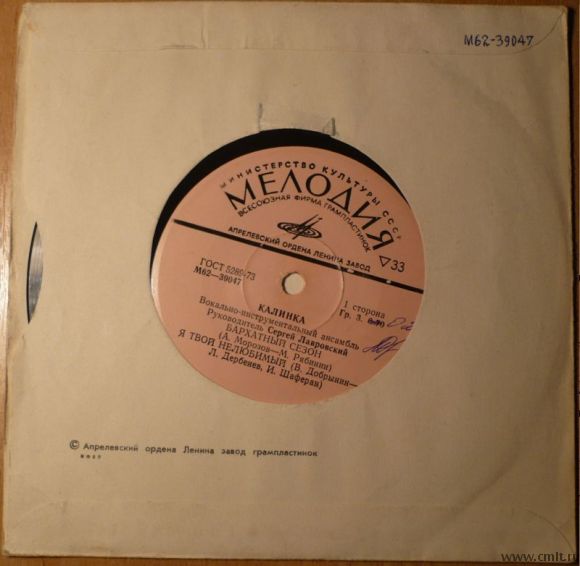 М62-39047
МИНИСТЕРСТВО КУЛЬТУРЫ СССР
МЕЛОДИЯ
ВСЕСОЮЗНАЯ ФИРМА ГРАМПЛАСТИНОК
АПРЕЛЕВСКИЙ ОРДЕНА ЛЕНИНА ЗАВОД
33
ГОСТ 5289-73
М62—39047
1 сторона
Гр. 3.
КАЛИНКА
Вокально-инструментальный ансамбль
Руководитель Сергей Лавровский
БАРХАТНЫЙ СЕЗОН
(А. Морозов—М. Рябинин)
Я ТВОЙ НЕЛЮБИМЫЙ (В. Добрынин—
Л. Дербенев, И. Шаферан)
© Апрелевский ордена Ленина завод грампластинок
www.cmlt.ru